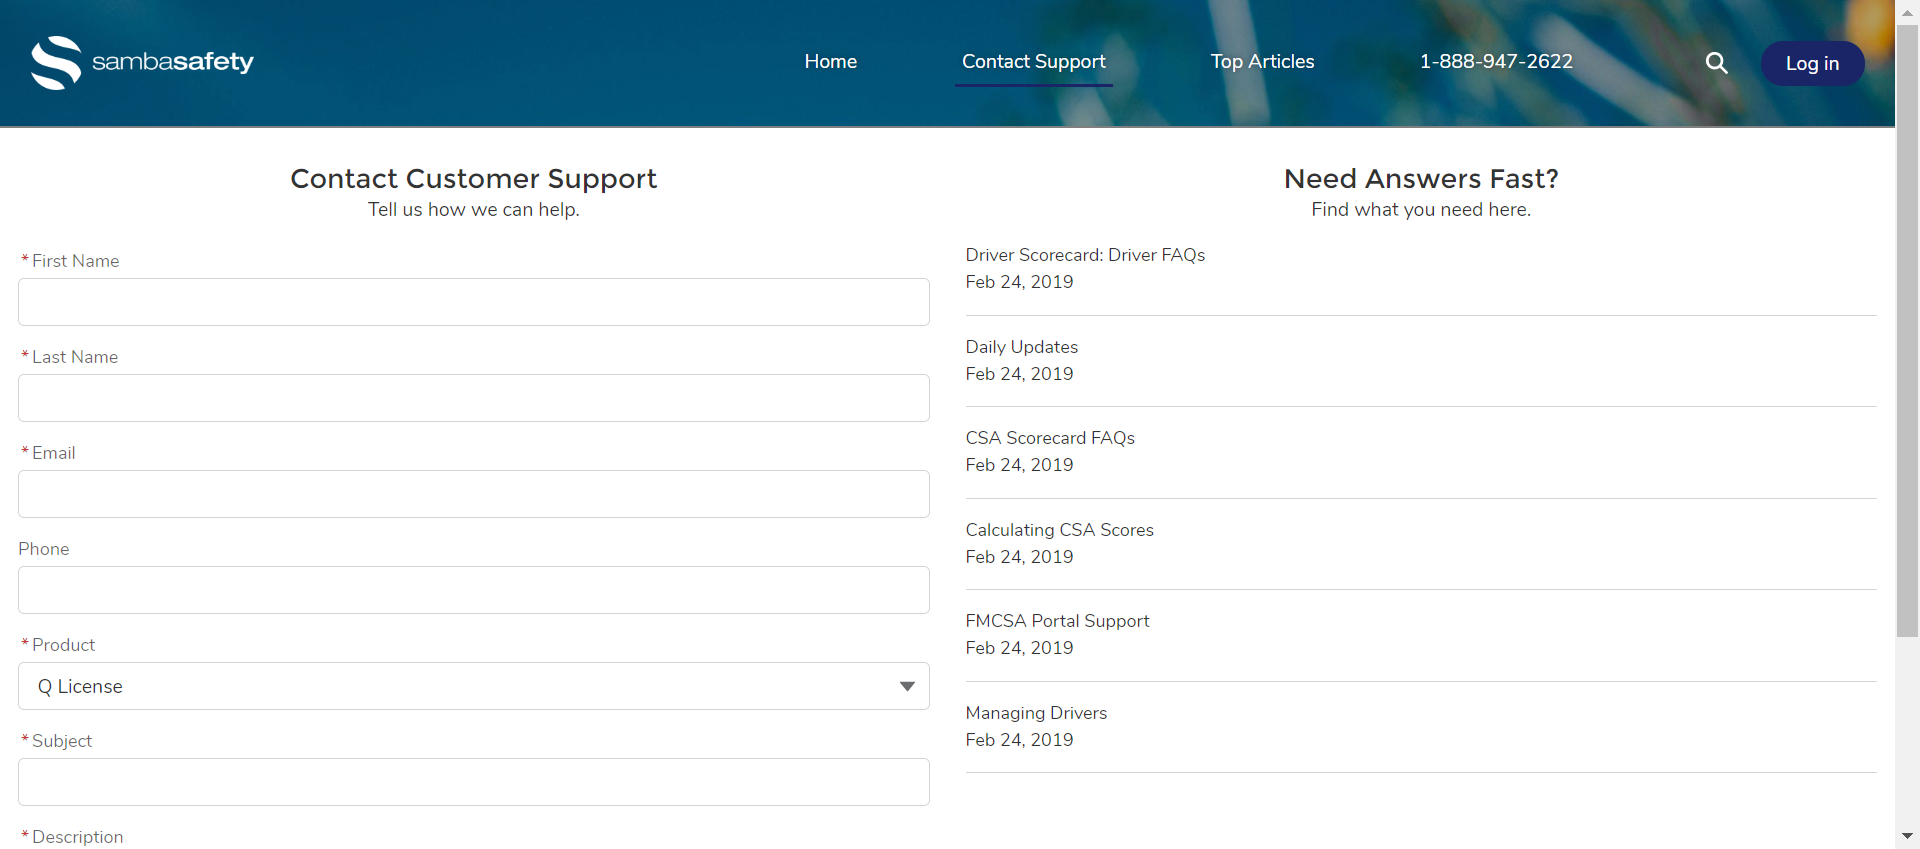 sambasafety
Home
Contact Support
Top Articles
1-888-947-2622
Log in
Contact Customer Support
Tell us how we can help.
* First Name
* Last Name
* Email
Phone
* Product
Q License
* Subject
* Description
Need Answers Fast?
Find what you need here.
Driver Scorecard: Driver FAQs
Feb 24, 2019
Daily Updates
Feb 24, 2019
CSA Scorecard FAQs
Feb 24, 2019
Calculating CSA Scores
Feb 24, 2019
FMCSA Portal Support
Feb 24, 2019
Managing Drivers
Feb 24, 2019